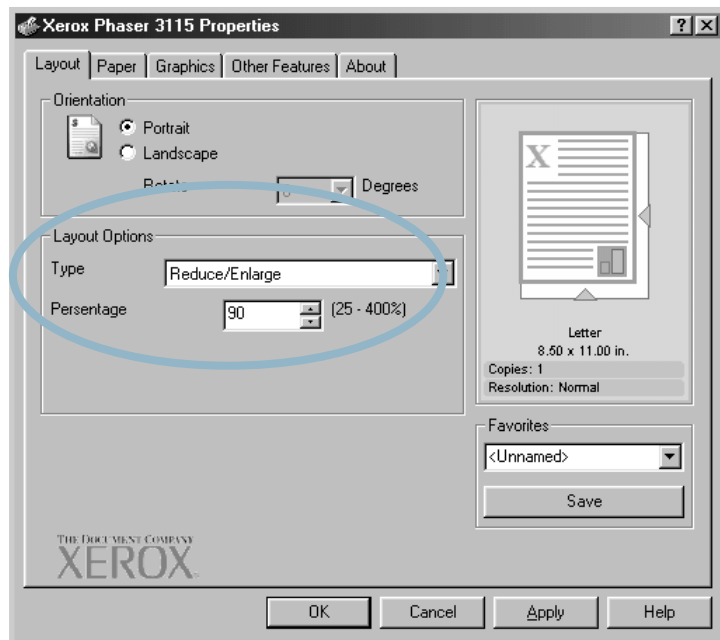 Xerox Phaser 3115 Properties
Layout Paper Graphics Other Features About
Orientation
Portrait
Landscape
Rotate Degrees
Layout Options
Type Reduce/Enlarge
Persentage 90 (25 - 400%)
X
Letter
8.50 x 11.00 in.
Copies: 1
Resolution: Normal
Favorites
<Unnamed>
Save
THE DOCUMENT COMPANY
XEROX
OK Cancel Apply Help